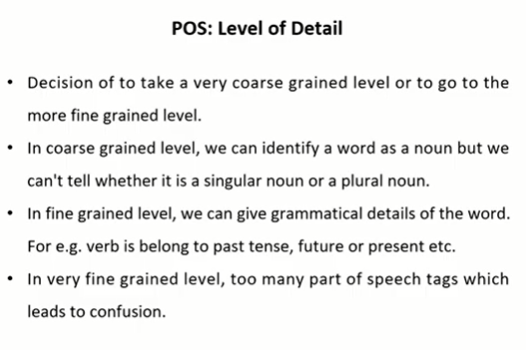 POS: Level of Detail
• Decision of to take a very coarse grained level or to go to the
more fine grained level.
• In coarse grained level, we can identify a word as a noun but we
can't tell whether it is a singular noun or a plural noun.
• In fine grained level, we can give grammatical details of the word.
For e.g. verb is belong to past tense, future or present etc.
• In very fine grained level, too many part of speech tags which
leads to confusion.